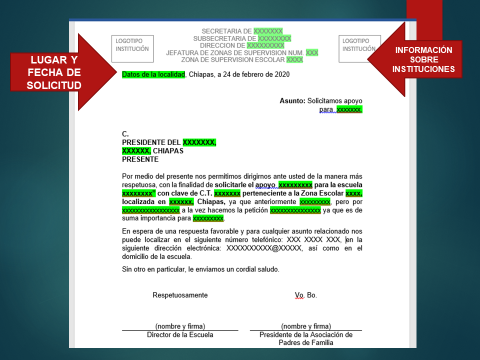 SECRETARIA DE XXXXXXX
SUBSECRETARIA DE XXXXXXXX
DIRECCION DE XXXXXXXXX
JEFATURA DE ZONAS DE SUPERVISION NUM. XXX
ZONA DE SUPERVISION ESCOLAR XXXX
LOGOTIPO
INSTITUCIÓN
LOGOTIPO
INSTITUCIÓN
LUGAR Y
FECHA DE
SOLICITUD
INFORMACIÓN
SOBRE
INSTITUCIONES
Datos de la localidad, Chiapas, a 24 de febrero de 2020
Asunto: Solicitamos apoyo
para xxxxxxx.
C.
PRESIDENTE DEL XXXXXXX,
XXXXXX, CHIAPAS
PRESENTE
Por medio del presente nos permitimos dirigirnos ante usted de la manera más
respetuosa, con la finalidad de solicitarle el apoyo xxxxxxxxx para la escuela
xxxxxxxx" con clave de C.T. xxxxxxx perteneciente a la Zona Escolar xxxx,
localizada en xxxxxx, Chiapas, ya que anteriormente xxxxxxxxx, pero por
xxxxxxxxxxxxxxxxx a la vez hacemos la petición xxxxxxxxxxxxxxx ya que es de
suma importancia para xxxxxxxxx.
En espera de una respuesta favorable y para cualquier asunto relacionado nos
puede localizar en el siguiente número telefónico: XXX XXXX XXX, en la
siguiente dirección electrónica: XXXXXXXXXX@XXXXX, así como en el
domicilio de la escuela.
Sin otro en particular, le enviamos un cordial saludo.
Respetuosamente Vo. Bo.
(nombre y firma) (nombre y firma)
Director de la Escuela Presidente de la Asociación de
Padres de Familia